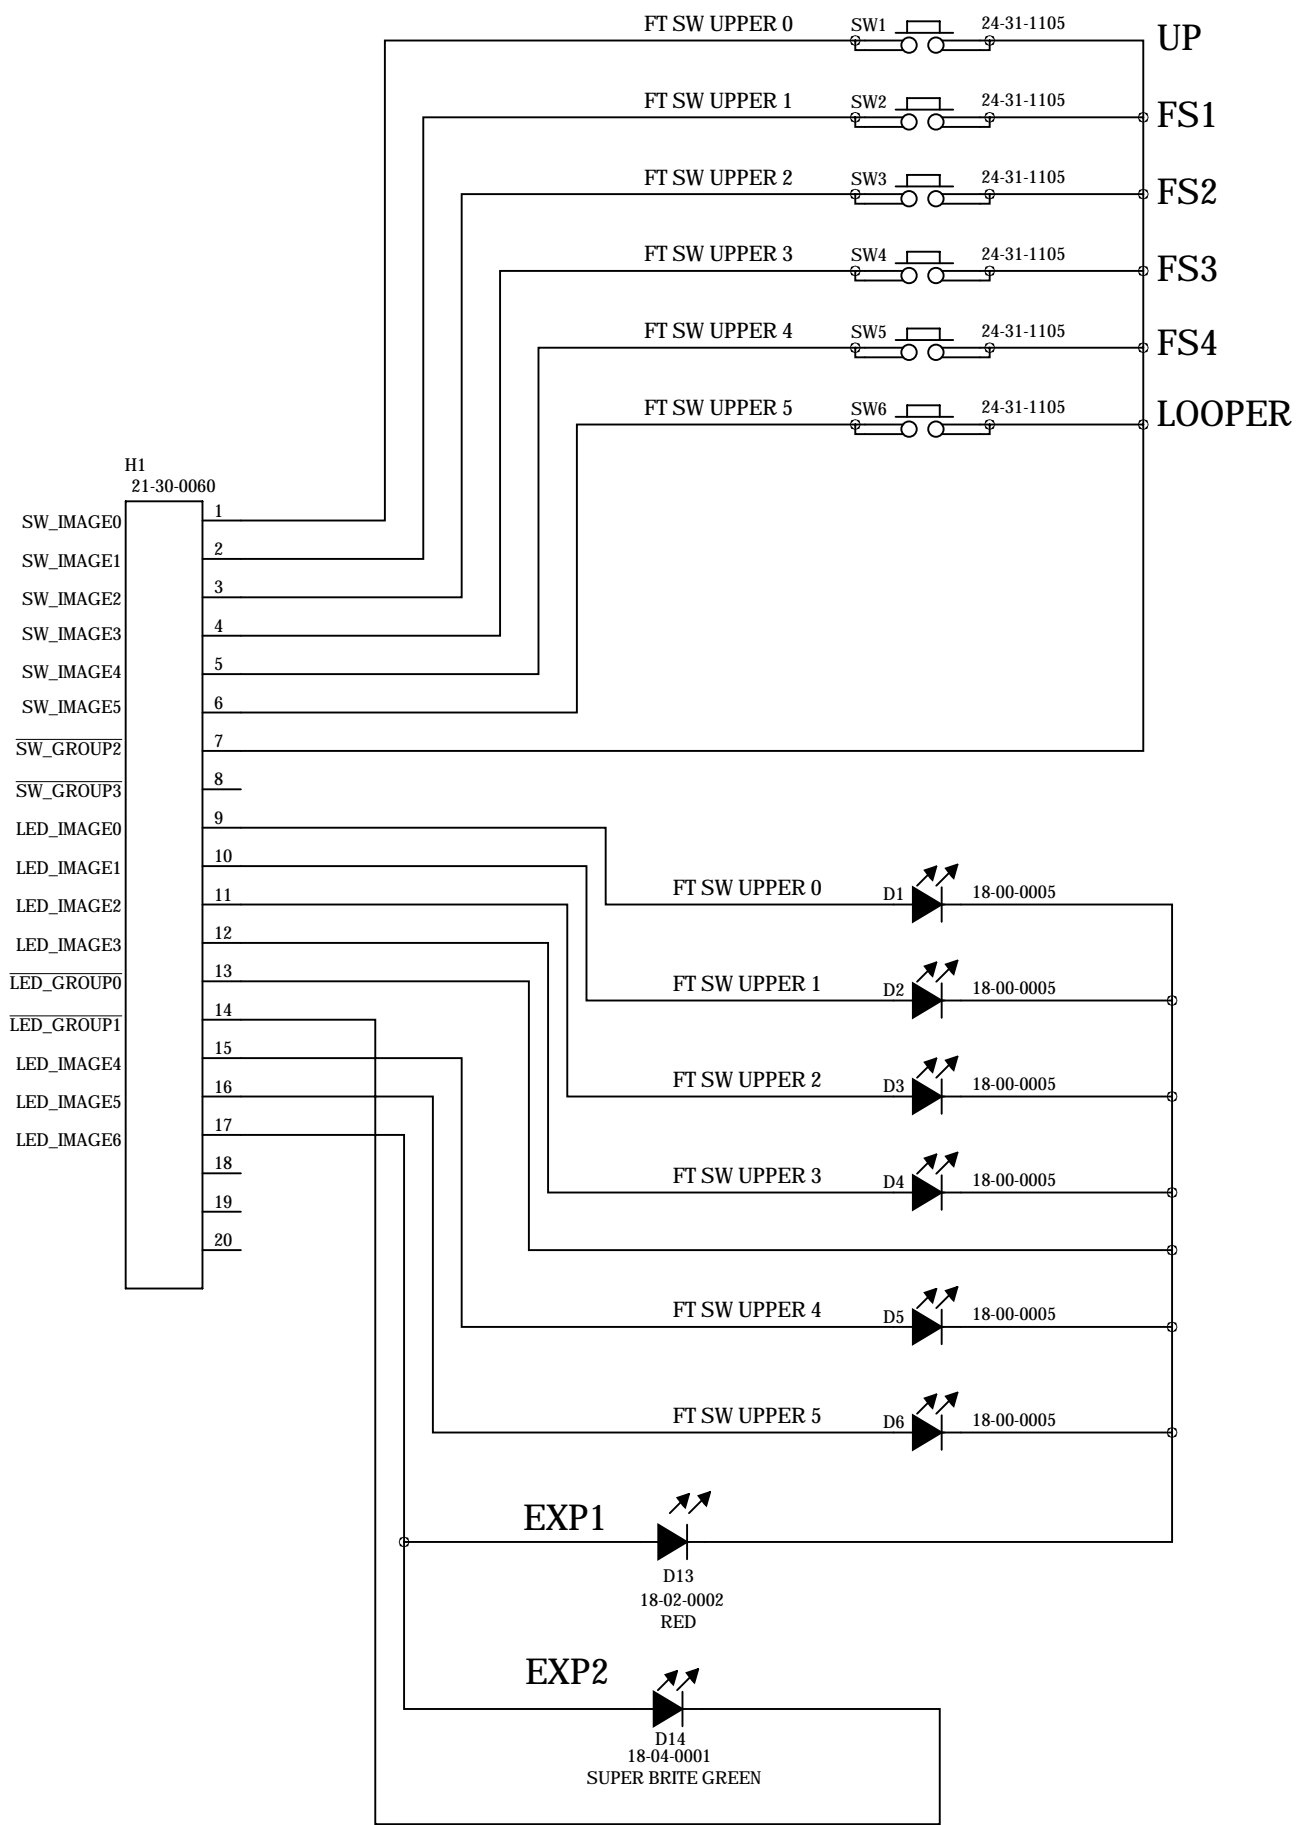 FT SW UPPER 0 SW1 24-31-1105 UP
FT SW UPPER 1 SW2 24-31-1105 FS1
FT SW UPPER 2 SW3 24-31-1105 FS2
FT SW UPPER 3 SW4 24-31-1105 FS3
FT SW UPPER 4 SW5 24-31-1105 FS4
FT SW UPPER 5 SW6 24-31-1105 LOOPER
H1
21-30-0060
SW_IMAGE0 1
SW_IMAGE1 2
SW_IMAGE2 3
SW_IMAGE3 4
SW_IMAGE4 5
SW_IMAGE5 6
SW_GROUP2 7
SW_GROUP3 8
LED_IMAGE0 9
LED_IMAGE1 10
LED_IMAGE2 11
LED_IMAGE3 12
LED_GROUP0 13
LED_GROUP1 14
LED_IMAGE4 15
LED_IMAGE5 16
LED_IMAGE6 17
18
19
20
FT SW UPPER 0 D1 18-00-0005
FT SW UPPER 1 D2 18-00-0005
FT SW UPPER 2 D3 18-00-0005
FT SW UPPER 3 D4 18-00-0005
FT SW UPPER 4 D5 18-00-0005
FT SW UPPER 5 D6 18-00-0005
EXP1
D13
18-02-0002
RED
EXP2
D14
18-04-0001
SUPER BRITE GREEN